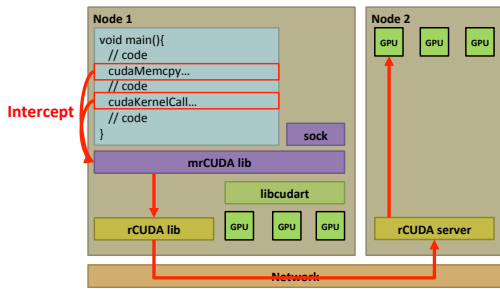 Node 1
void main(){
// code
cudaMemcpy...
// code
cudaKernelCall...
// code
}
Intercept
sock
mrCUDA lib
libcudart
rCUDA lib
GPU
GPU
GPU
Node 2
GPU
GPU
GPU
rCUDA server
Network